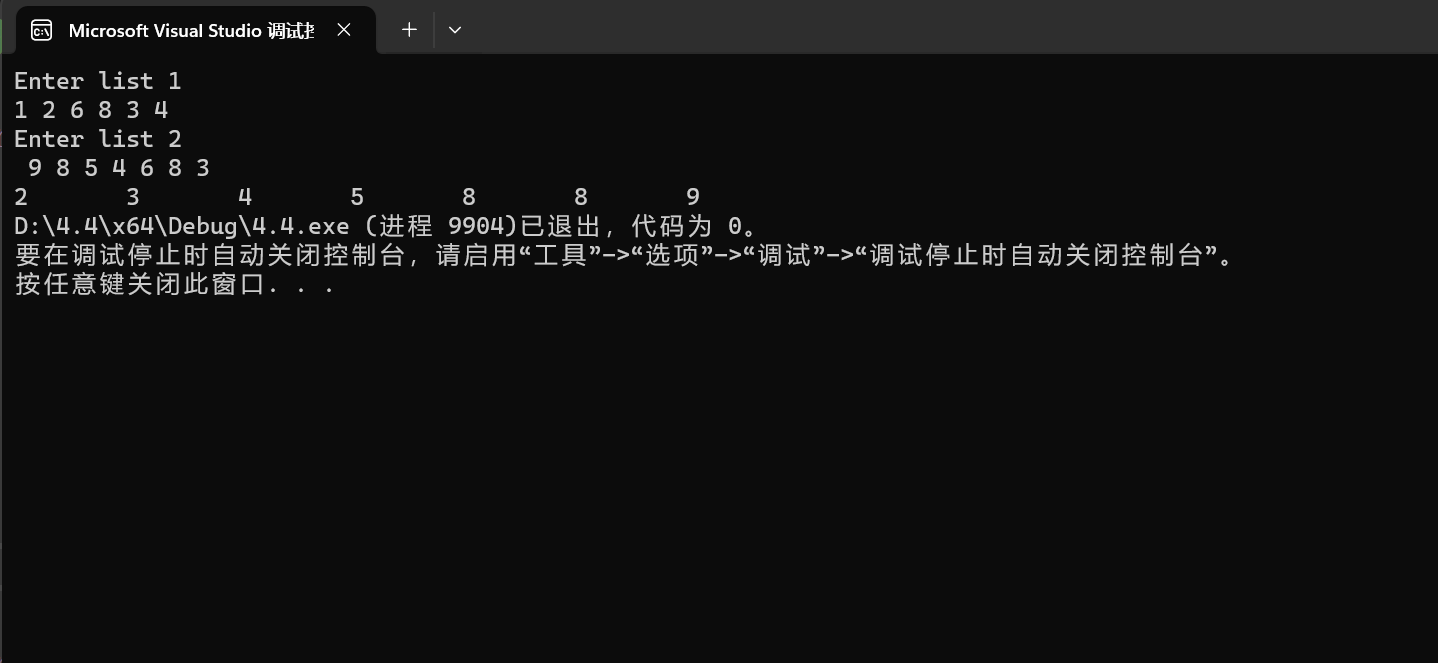 Microsoft Visual Studio 调试
Enter list 1
1 2 6 8 3 4
Enter list 2
9 8 5 4 6 8 3
2 3 4 5 8 8 9
D:\4.4\x64\Debug\4.4.exe (进程 9904)已退出，代码为 0。
要在调试停止时自动关闭控制台，请启用“工具”->“选项”->“调试”->“调试停止时自动关闭控制台”。
按任意键关闭此窗口. . .